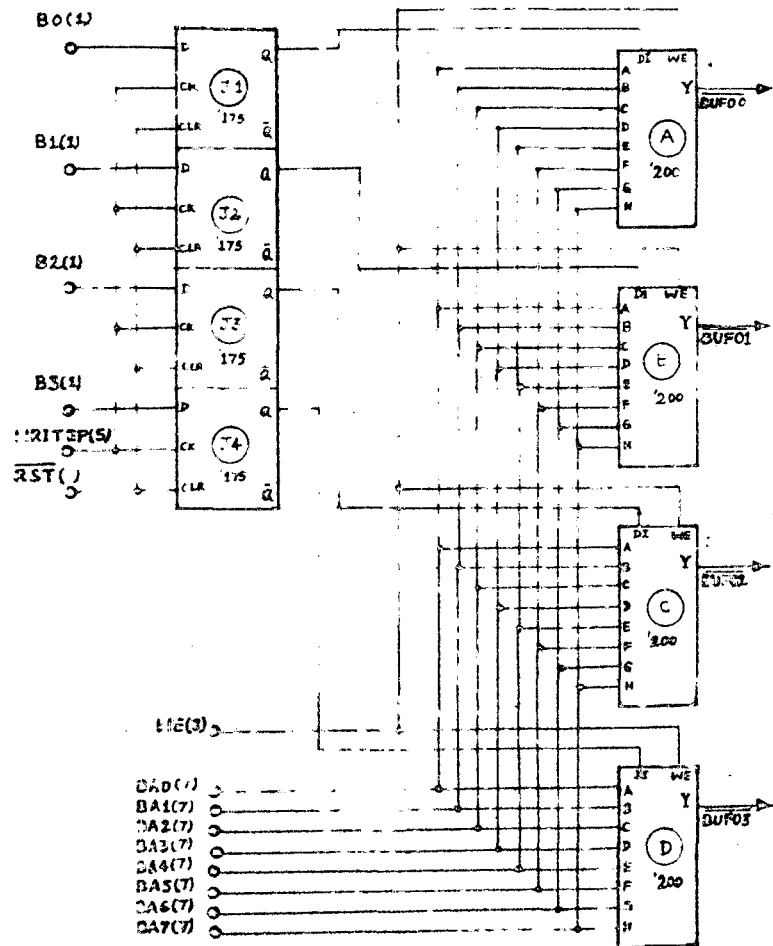 B0(1)
D Q
CK J1
CLR '175 Q̅
B1(1)
D Q
CK J2
CLR '175 Q̅
B2(1)
D Q
CK J3
CLR '175 Q̅
B3(1)
D Q
CK J4
CLR '175 Q̅
RST( )
DI WE
A
B Y
C
D A
E
F '200
G
H
BUF00
DI WE
A
B Y
C
D
E
F '200
G
H
BUF01
DI WE
A
B Y
C
D C
E
F '200
G
H
WE
A
B Y
C
D D
E
F '200
G
H
BUF03
BA1(7)
BA2(7)
BA3(7)
BA4(7)
BA5(7)
BA6(7)
BA7(7)